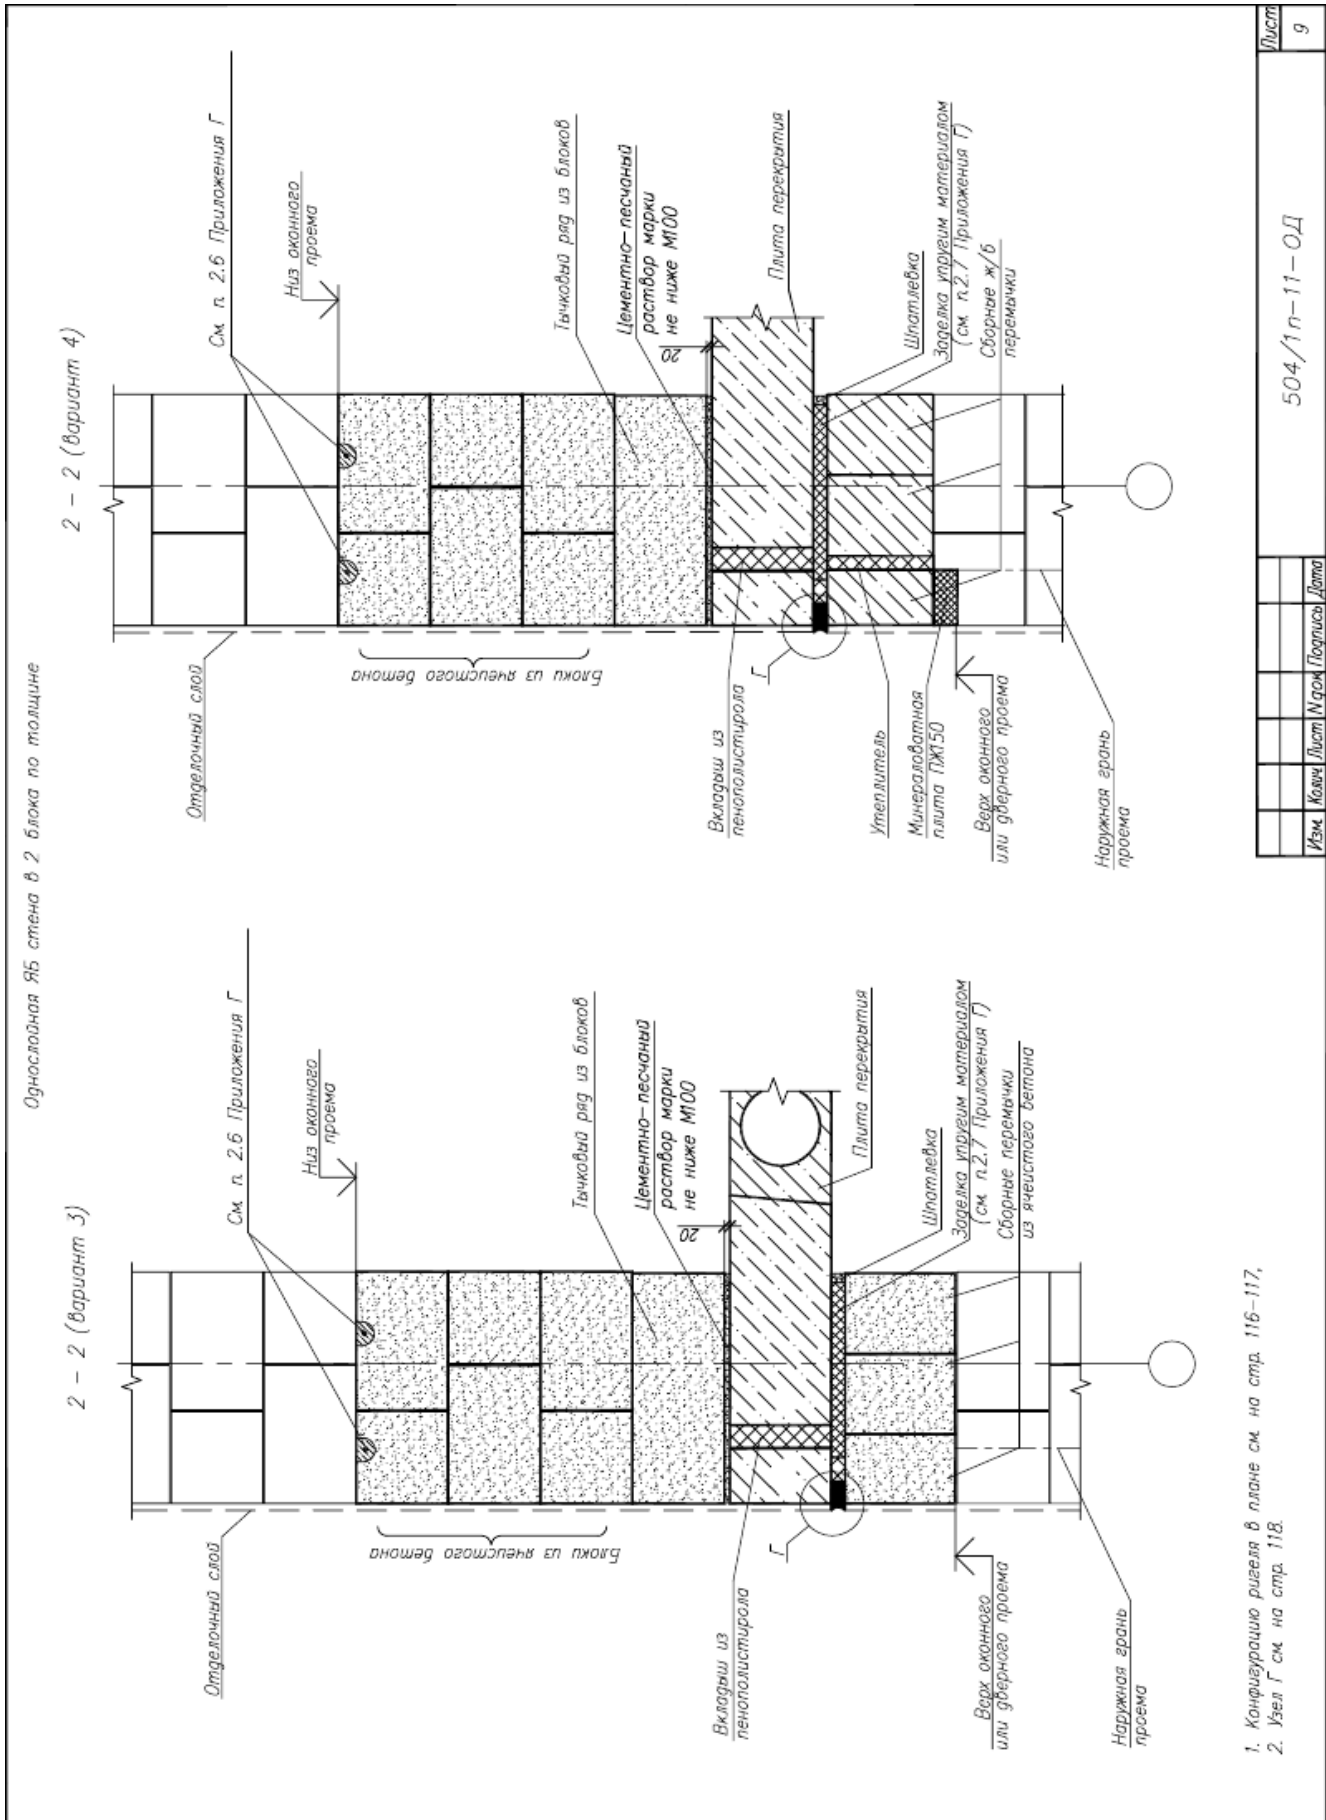 Однослойная ЯБ стена в 2 блока по толщине
2 - 2 (вариант 3)
См. п. 2.6 Приложения Г
Низ оконного
проема
Отделочный слой
Блоки из ячеистого бетона
Тычковый ряд из блоков
Цементно-песчаный
раствор марки
не ниже М100
20
Вкладыш из
пенополистирола
Г
Плита перекрытия
Шпатлевка
Заделка упругим материалом
(см. п.2.7 Приложения Г)
Сборные перемычки
из ячеистого бетона
Верх оконного
или дверного проема
Наружная грань
проема
2 - 2 (вариант 4)
См. п. 2.6 Приложения Г
Низ оконного
проема
Отделочный слой
Блоки из ячеистого бетона
Тычковый ряд из блоков
Цементно-песчаный
раствор марки
не ниже М100
20
Вкладыш из
пенополистирола
Г
Плита перекрытия
Шпатлевка
Заделка упругим материалом
(см. п.2.7 Приложения Г)
Сборные ж/б
перемычки
Утеплитель
Минераловатная
плита ПЖ150
Верх оконного
или дверного проема
Наружная грань
проема
1. Конфигурацию ригеля в плане см. на стр. 116-117,
2. Узел Г см. на стр. 118.
Изм. Колич Лист №док Подпись Дата
504/1п-11-ОД
Лист
9